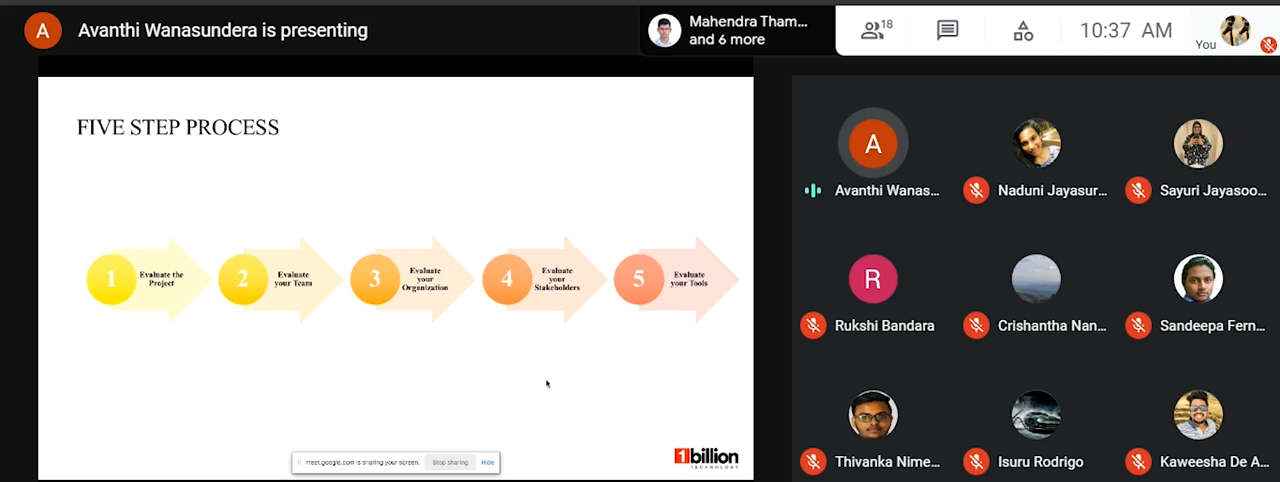 A
Avanthi Wanasundera is presenting
Mahendra Tham...
and 6 more
18
10:37 AM
You
FIVE STEP PROCESS
1
Evaluate the
Project
2
Evaluate
your Team
3
Evaluate
your
Organization
4
Evaluate
your
Stakeholders
5
Evaluate
your Tools
meet.google.com is sharing your screen.
Stop sharing
Hide
1billion
TECHNOLOGY
A
Avanthi Wanas...
Naduni Jayasur...
Sayuri Jayasoo...
R
Rukshi Bandara
Crishantha Nan...
Sandeepa Fern...
Thivanka Nime...
Isuru Rodrigo
Kaweesha De A...